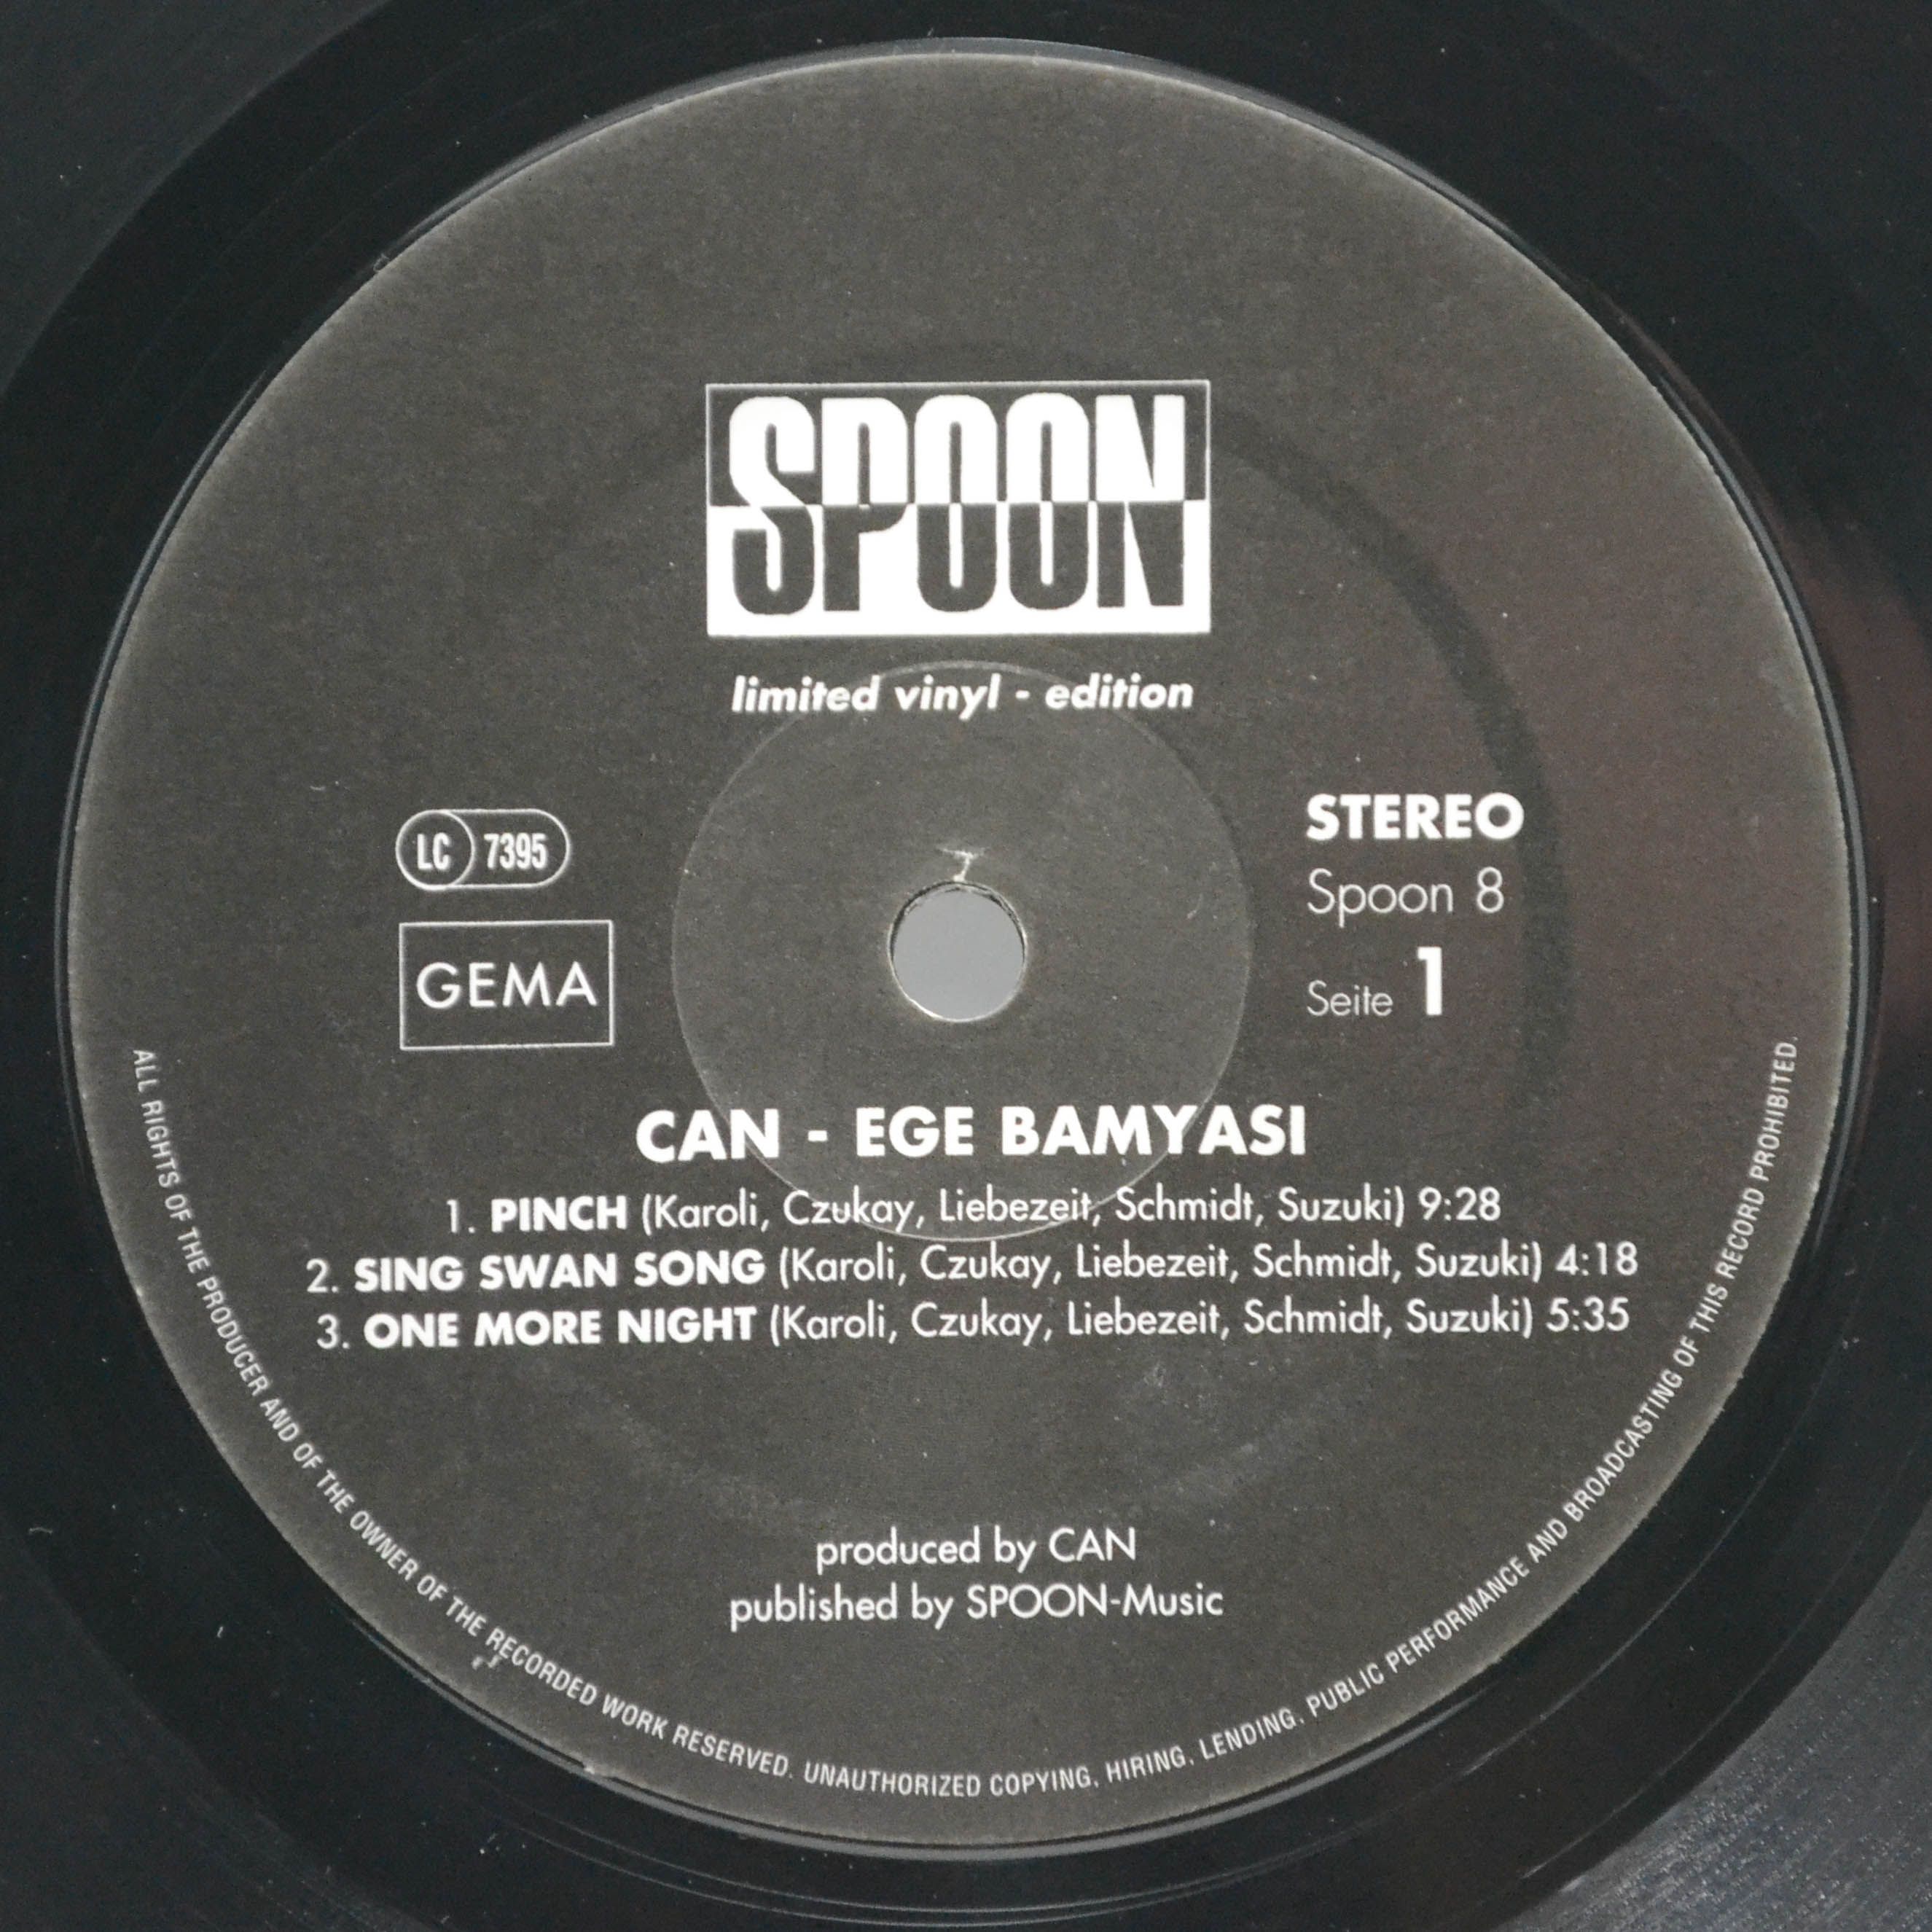 SPOON
limited vinyl - edition
LC 7395
GEMA
STEREO
Spoon 8
Seite 1
CAN - EGE BAMYASI
1. PINCH (Karoli, Czukay, Liebezeit, Schmidt, Suzuki) 9:28
2. SING SWAN SONG (Karoli, Czukay, Liebezeit, Schmidt, Suzuki) 4:18
3. ONE MORE NIGHT (Karoli, Czukay, Liebezeit, Schmidt, Suzuki) 5:35
produced by CAN
published by SPOON-Music
ALL RIGHTS OF THE PRODUCER AND OF THE OWNER OF THE RECORDED WORK RESERVED. UNAUTHORIZED COPYING, HIRING, LENDING, PUBLIC PERFORMANCE AND BROADCASTING OF THIS RECORD PROHIBITED.